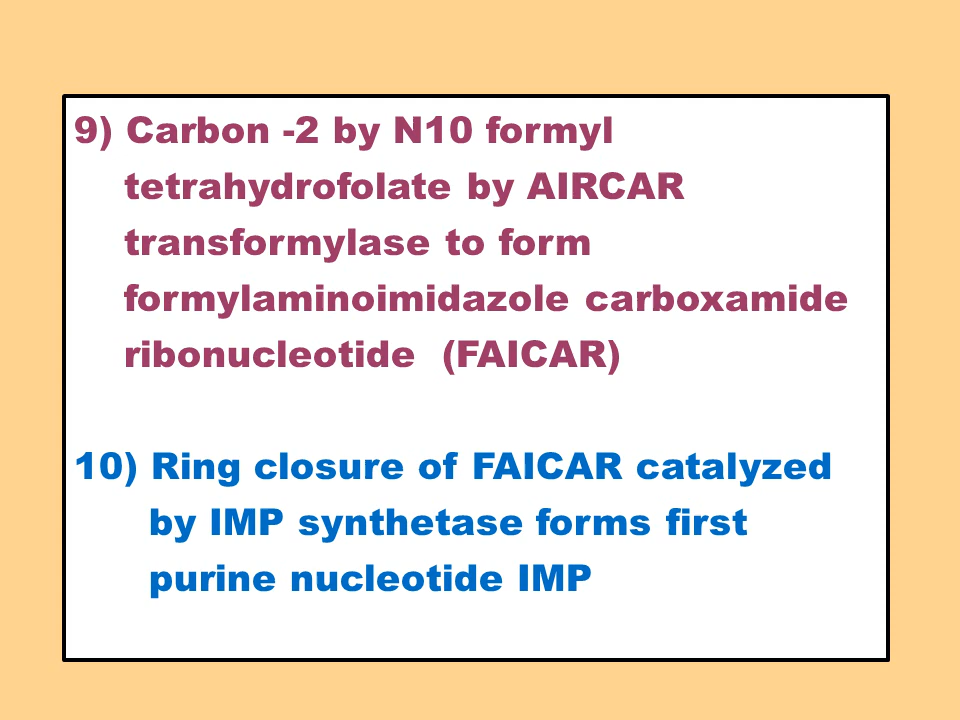 9) Carbon -2 by N10 formyl
tetrahydrofolate by AIRCAR
transformylase to form
formylaminoimidazole carboxamide
ribonucleotide (FAICAR)
10) Ring closure of FAICAR catalyzed
by IMP synthetase forms first
purine nucleotide IMP